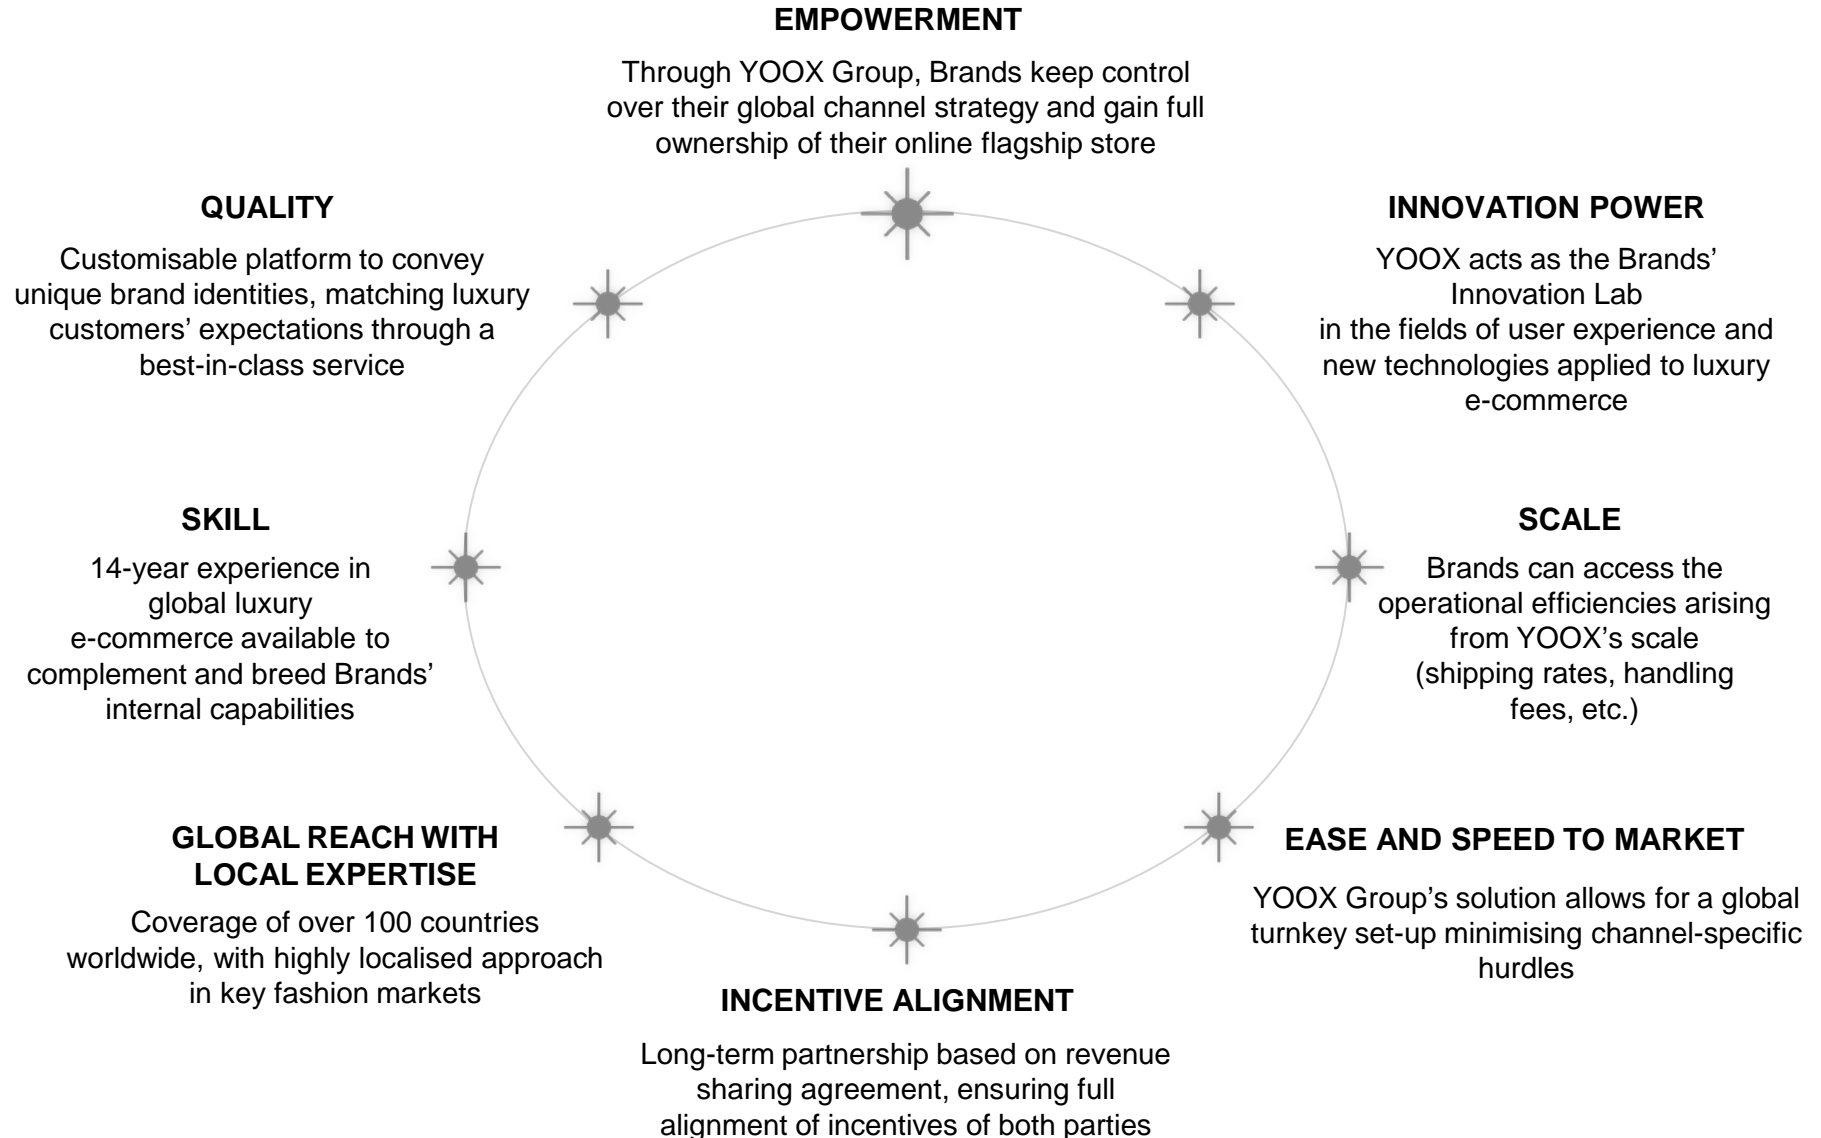 EMPOWERMENT
Through YOOX Group, Brands keep control
over their global channel strategy and gain full
ownership of their online flagship store
QUALITY
Customisable platform to convey
unique brand identities, matching luxury
customers’ expectations through a
best-in-class service
INNOVATION POWER
YOOX acts as the Brands’
Innovation Lab
in the fields of user experience and
new technologies applied to luxury
e-commerce
SKILL
14-year experience in
global luxury
e-commerce available to
complement and breed Brands’
internal capabilities
SCALE
Brands can access the
operational efficiencies arising
from YOOX’s scale
(shipping rates, handling
fees, etc.)
GLOBAL REACH WITH
LOCAL EXPERTISE
Coverage of over 100 countries
worldwide, with highly localised approach
in key fashion markets
EASE AND SPEED TO MARKET
YOOX Group’s solution allows for a global
turnkey set-up minimising channel-specific
hurdles
INCENTIVE ALIGNMENT
Long-term partnership based on revenue
sharing agreement, ensuring full
alignment of incentives of both parties